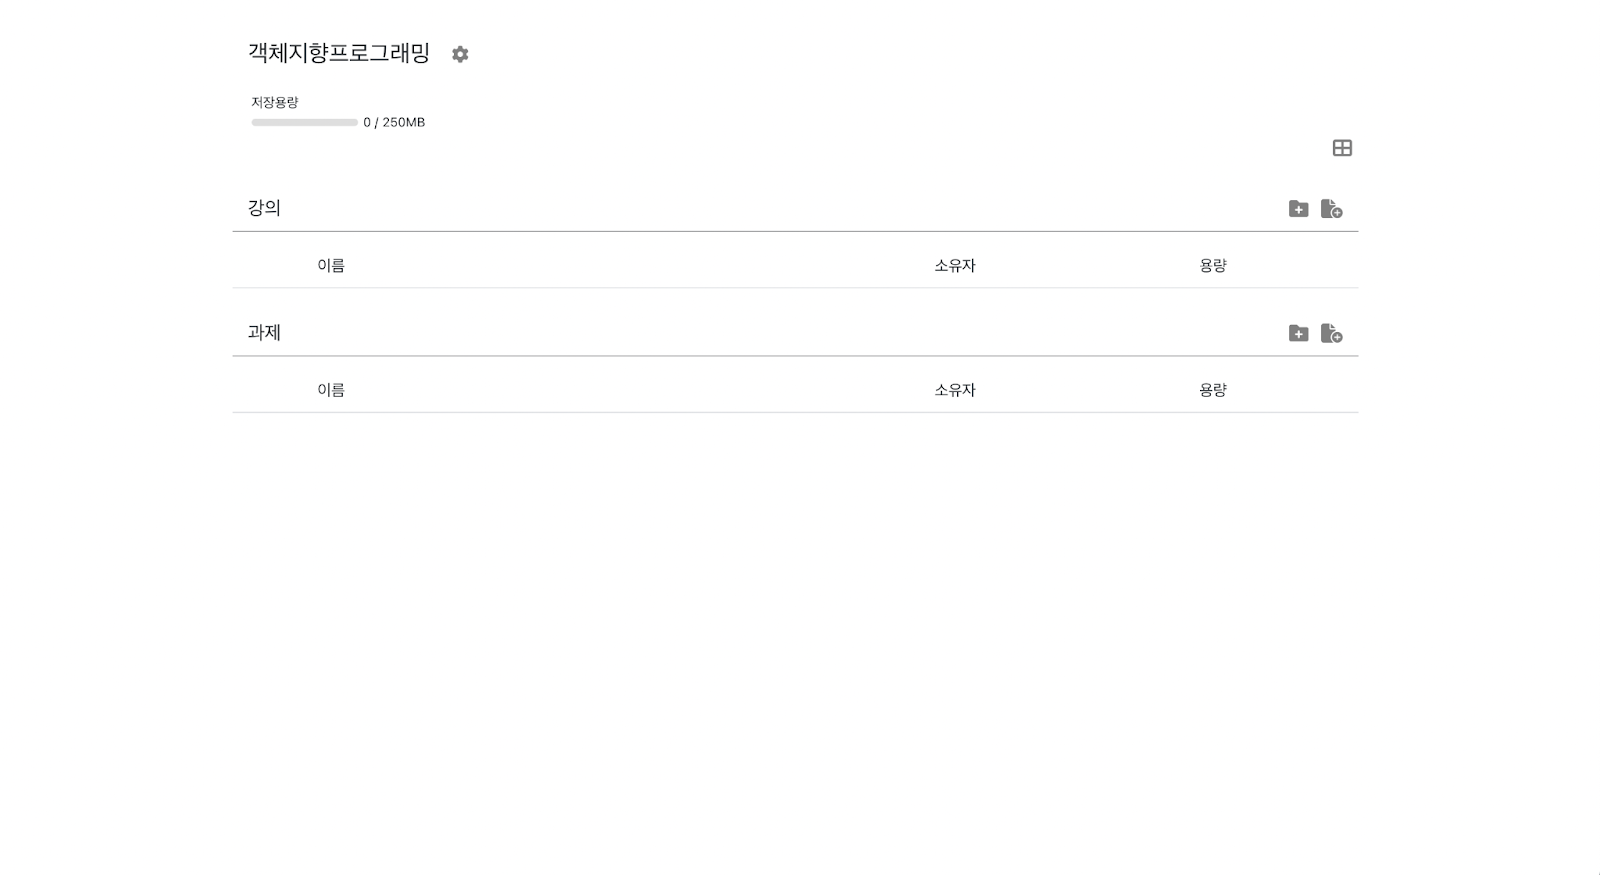 객체지향프로그래밍
저장용량
0 / 250MB
강의
이름 소유자 용량
과제
이름 소유자 용량